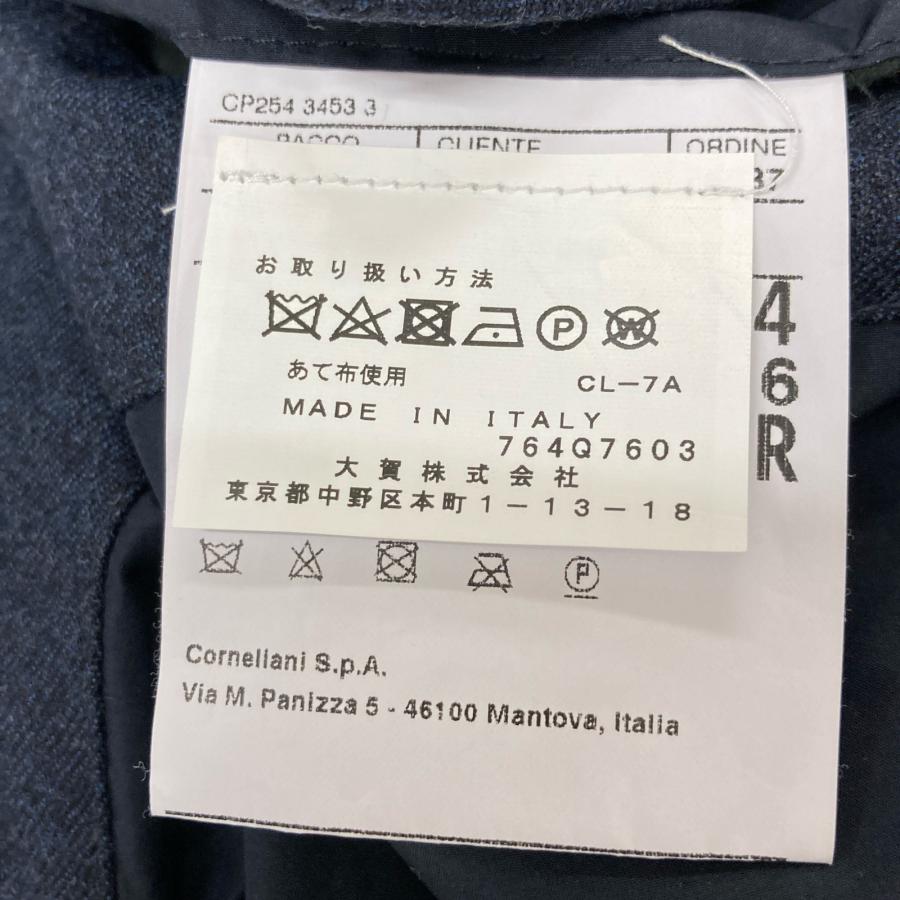 CP254 3453 3
PACCO CLIENTE ORDINE
37
お取り扱い方法
P W
あて布使用 CL-7A
MADE IN ITALY
764Q7603
大賀株式会社
東京都中野区本町1-13-18
4
6
R
Corneliani S.p.A.
Via M. Panizza 5 - 46100 Mantova, Italia